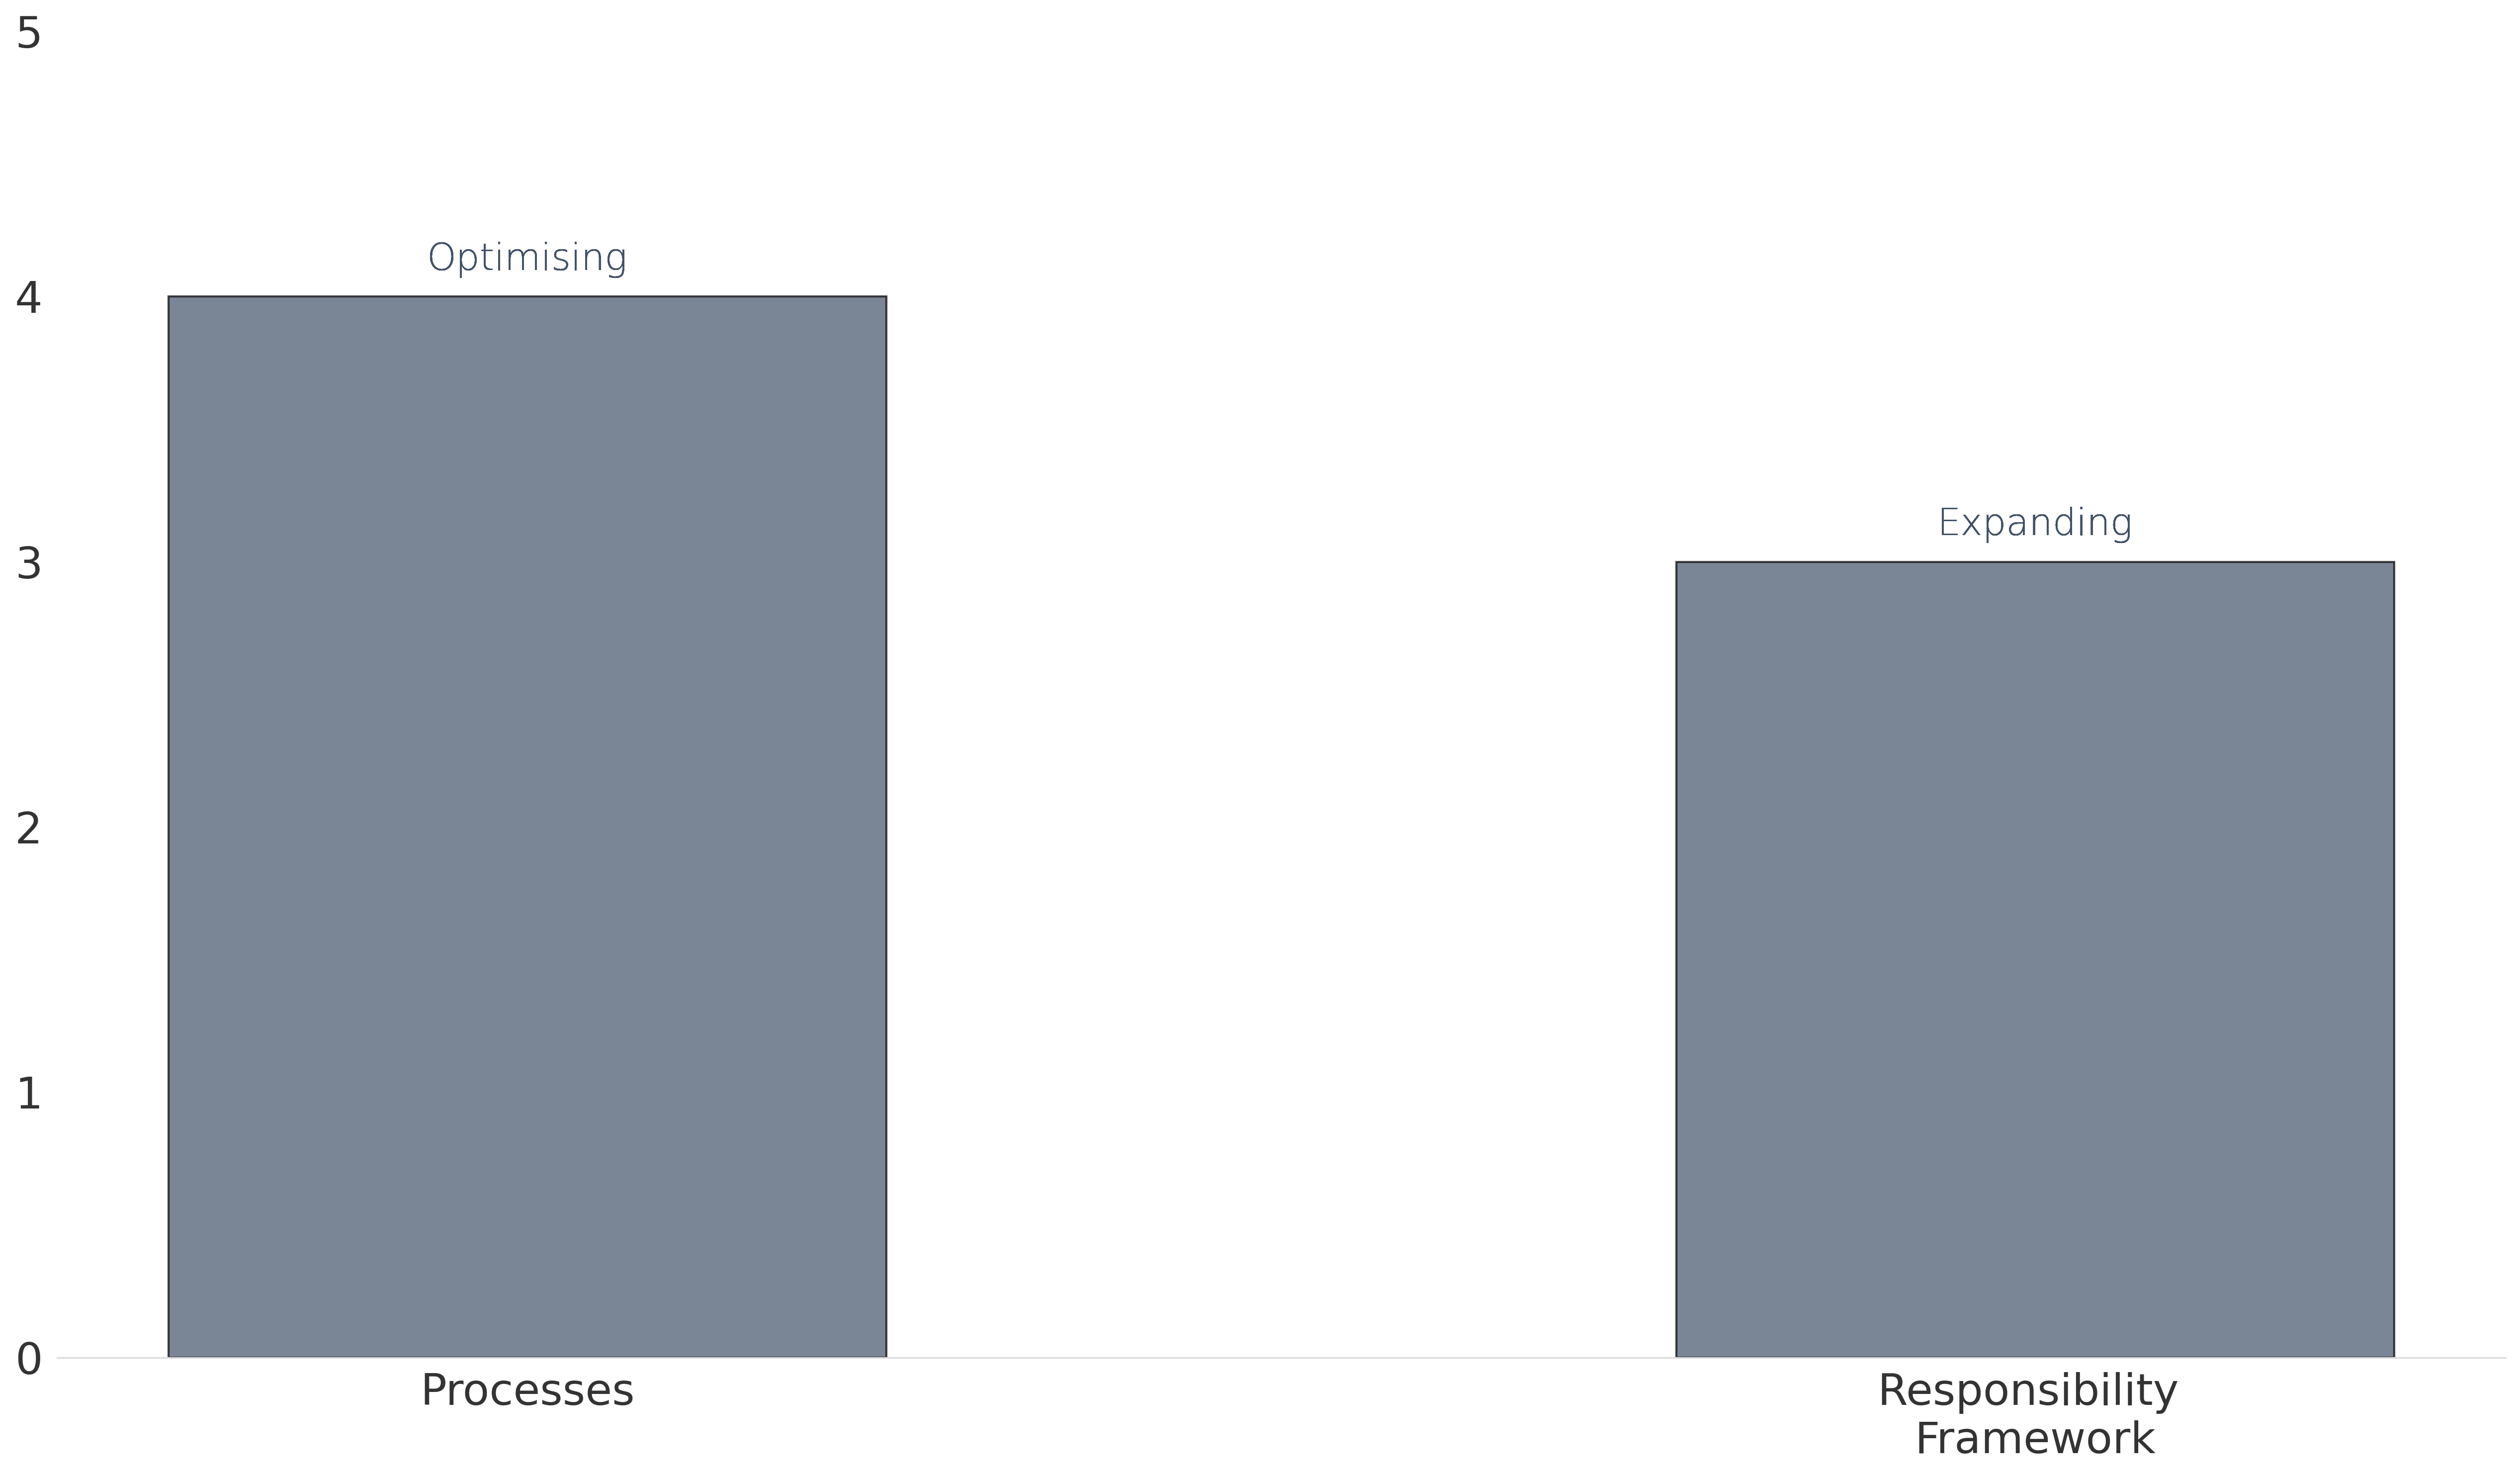 5
Optimising
4
Expanding
3
2
1
0
Processes
Responsibility
Framework